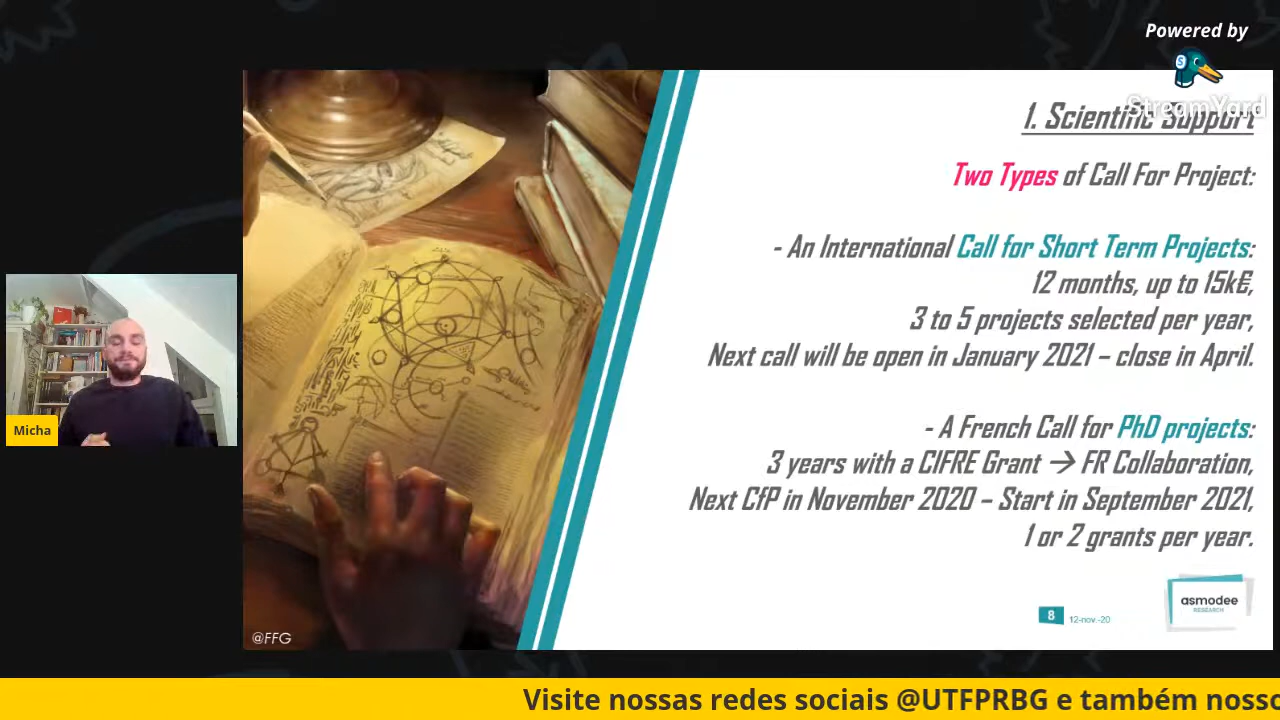 Powered by
StreamYard
1. Scientific Support
Two Types of Call For Project:
- An International Call for Short Term Projects:
12 months, up to 15k€,
3 to 5 projects selected per year,
Next call will be open in January 2021 – close in April.
- A French Call for PhD projects:
3 years with a CIFRE Grant → FR Collaboration,
Next CfP in November 2020 – Start in September 2021,
1 or 2 grants per year.
Micha
@FFG
8
12-nov.-20
asmodee
RESEARCH
Visite nossas redes sociais @UTFPRBG e também nosso